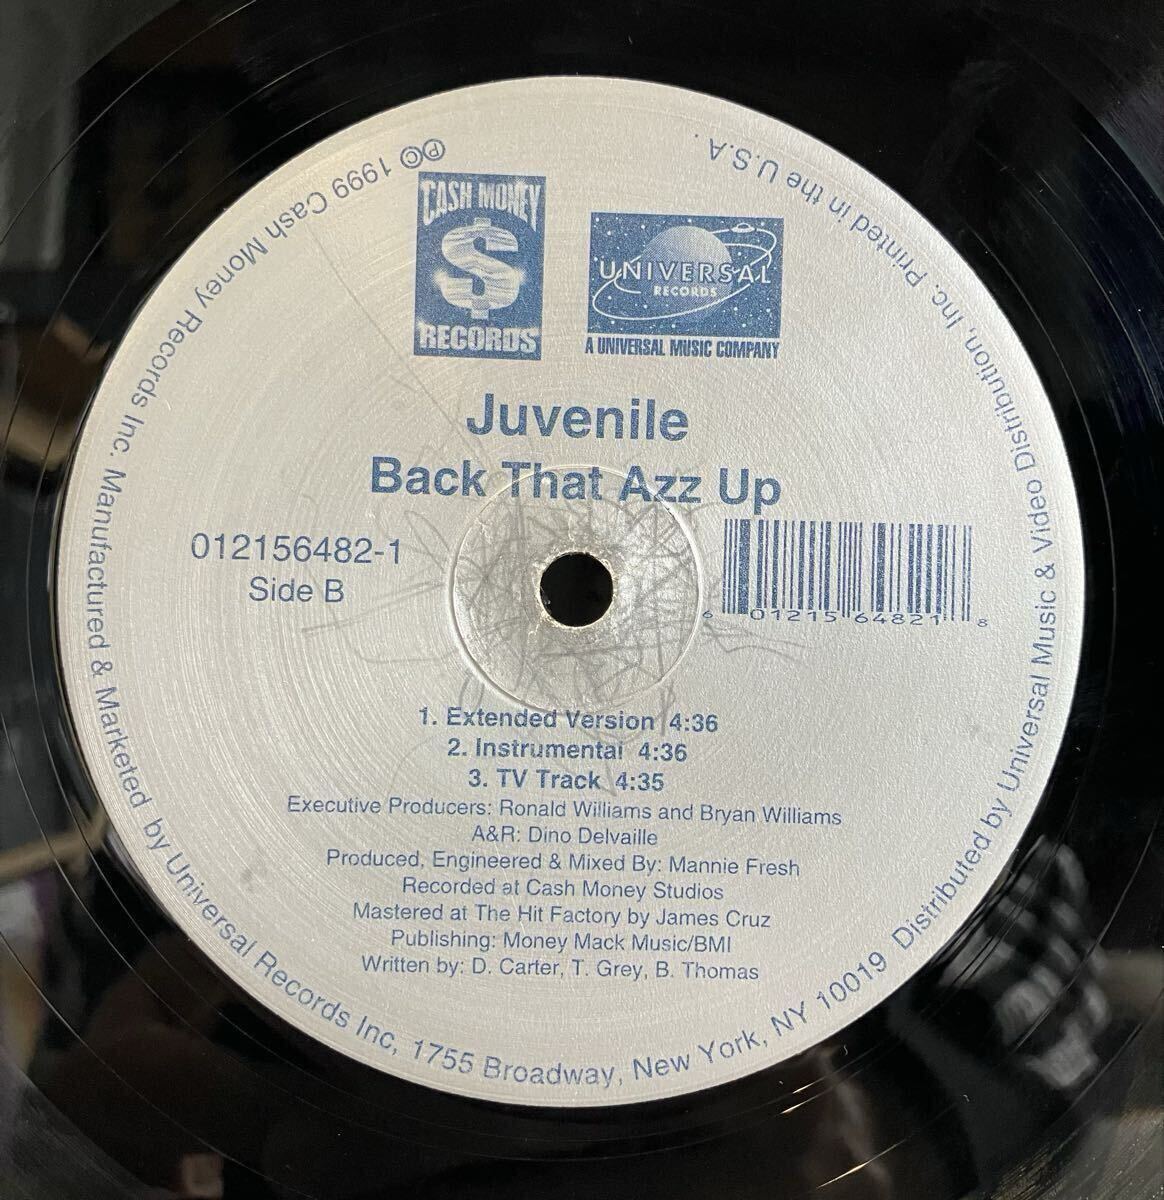 CASH MONEY
$
RECORDS
UNIVERSAL
RECORDS
A UNIVERSAL MUSIC COMPANY
Juvenile
Back That Azz Up
012156482-1
Side B
6 01215 64821 8
1. Extended Version 4:36
2. Instrumental 4:36
3. TV Track 4:35
Executive Producers: Ronald Williams and Bryan Williams
A&R: Dino Delvaille
Produced, Engineered & Mixed By: Mannie Fresh
Recorded at Cash Money Studios
Mastered at The Hit Factory by James Cruz
Publishing: Money Mack Music/BMI
Written by: D. Carter, T. Grey, B. Thomas
℗© 1999 Cash Money Records Inc. Manufactured & Marketed by Universal Records Inc, 1755 Broadway, New York, NY 10019 Distributed by Universal Music & Video Distribution, Inc. Printed in the U.S.A.